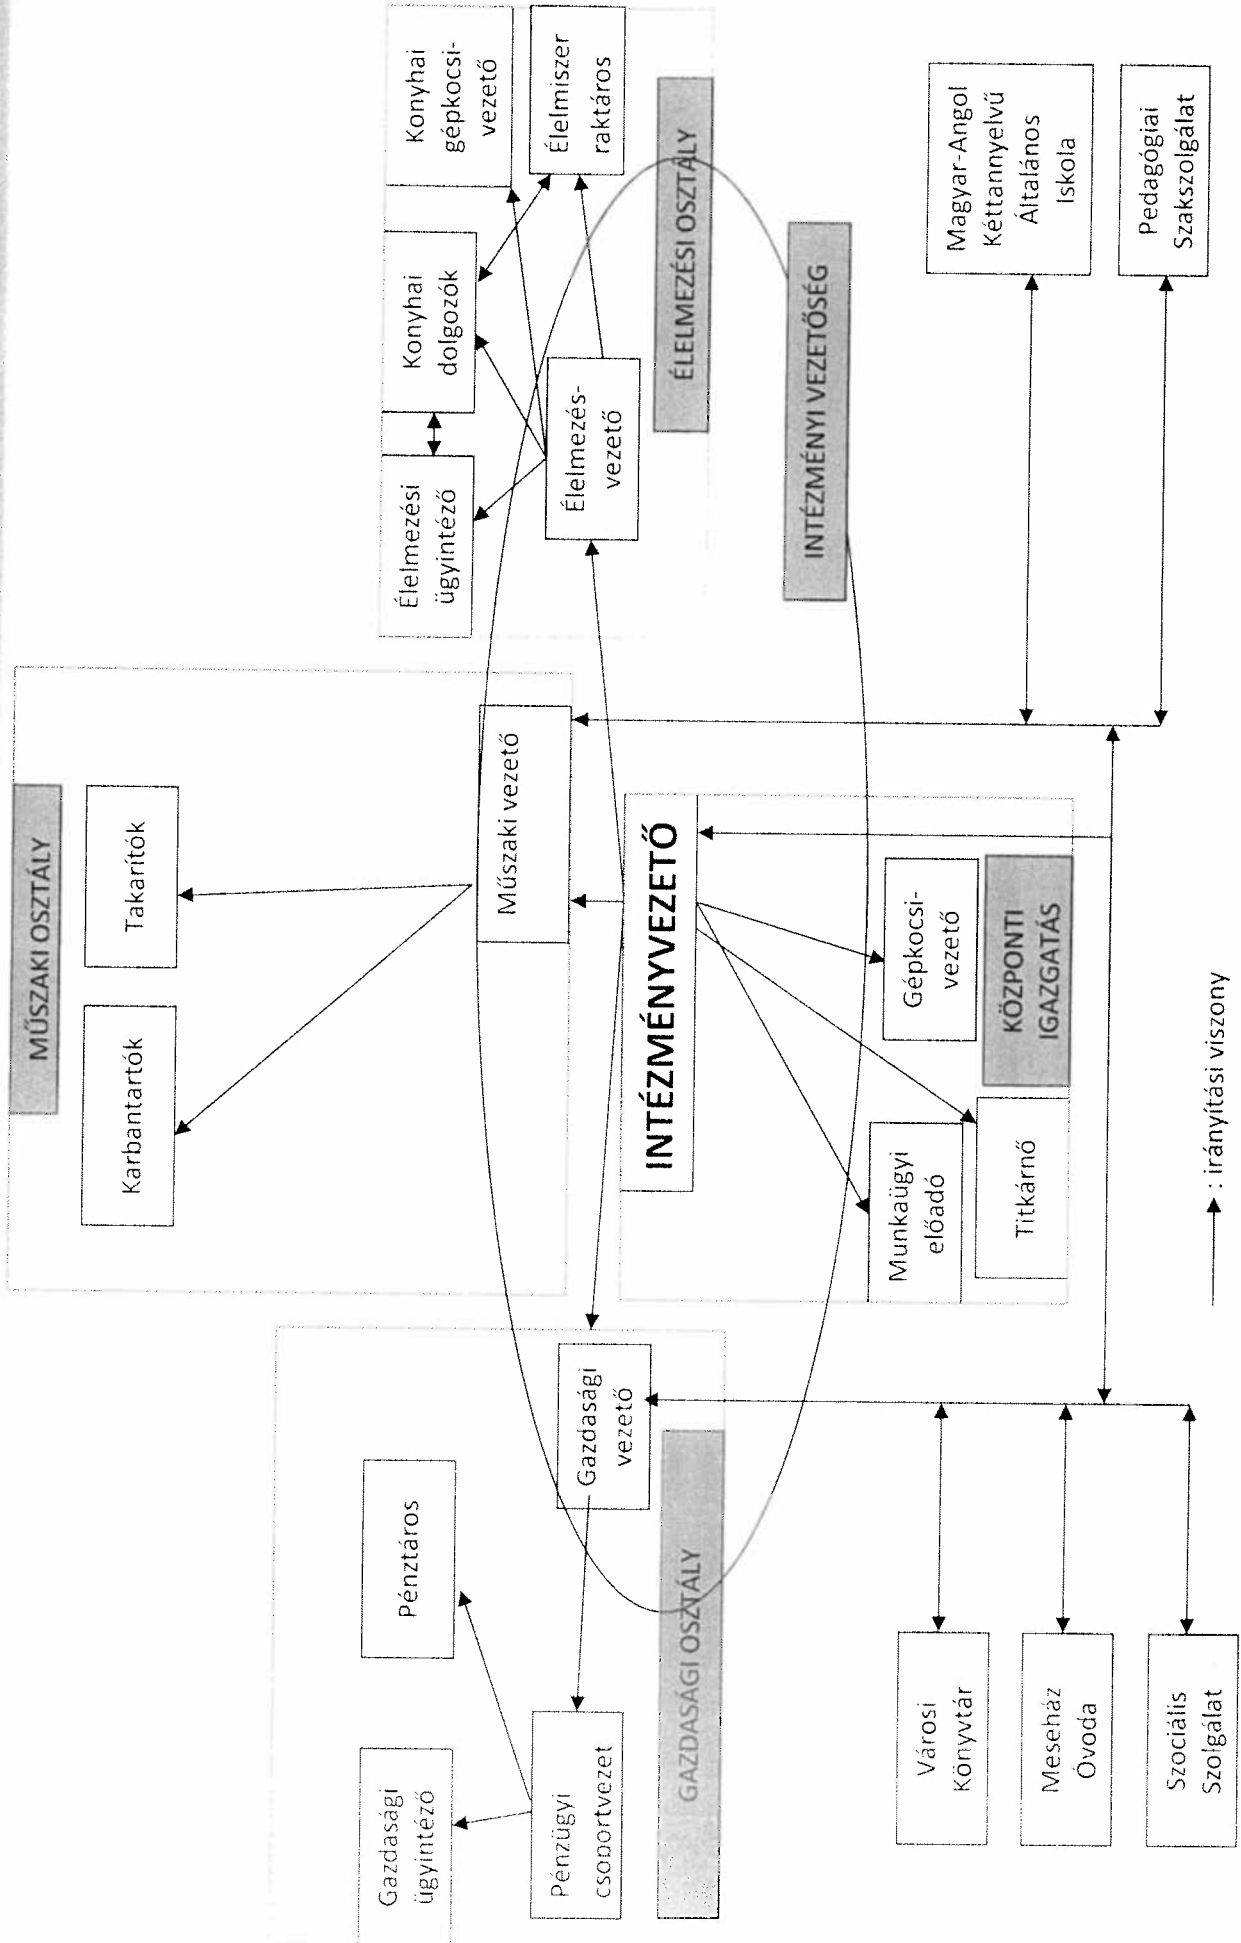 MŰSZAKI OSZTÁLY
Karbantartók
Takarítók
Gazdasági
ügyintéző
Pénztáros
Pénzügyi
csoportvezet
Gazdasági
vezető
GAZDASÁGI OSZTÁLY
Műszaki vezető
Élelmezési
ügyintéző
Konyhai
dolgozók
Konyhai
gépkocsi-
vezető
Élelmiszer
raktáros
Élelmezés-
vezető
ÉLELMEZÉSI OSZTÁLY
INTÉZMÉNYVEZETŐ
INTÉZMÉNYI VEZETŐSÉG
Munkaügyi
előadó
Gépkocsi-
vezető
Titkárnő
KÖZPONTI
IGAZGATÁS
Városi
Könyvtár
Meseház
Óvoda
Szociális
Szolgálat
Magyar-Angol
Kéttannyelvű
Általános
Iskola
Pedagógiai
Szakszolgálat
: irányítási viszony